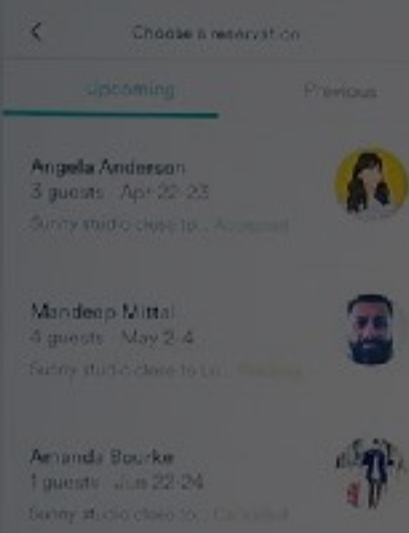 Choose a reservation
Upcoming
Previous
Angela Anderson
3 guests · Apr 22-23
Sunny studio close to... Accepted
Mandeep Mittal
4 guests · May 2-4
Sunny studio close to Lo... Pending
Amanda Bourke
1 guests · Jun 22-24
Sunny studio close to... Canceled